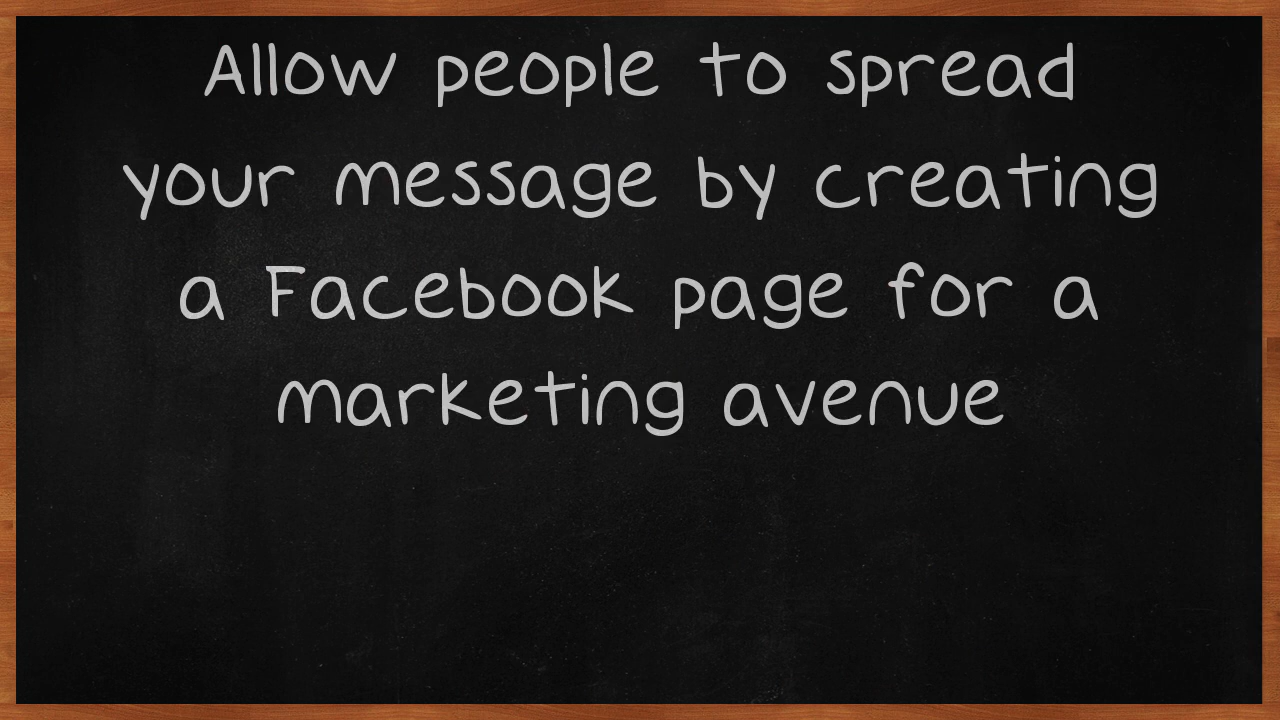 Allow people to spread
your message by creating
a Facebook page for a
marketing avenue